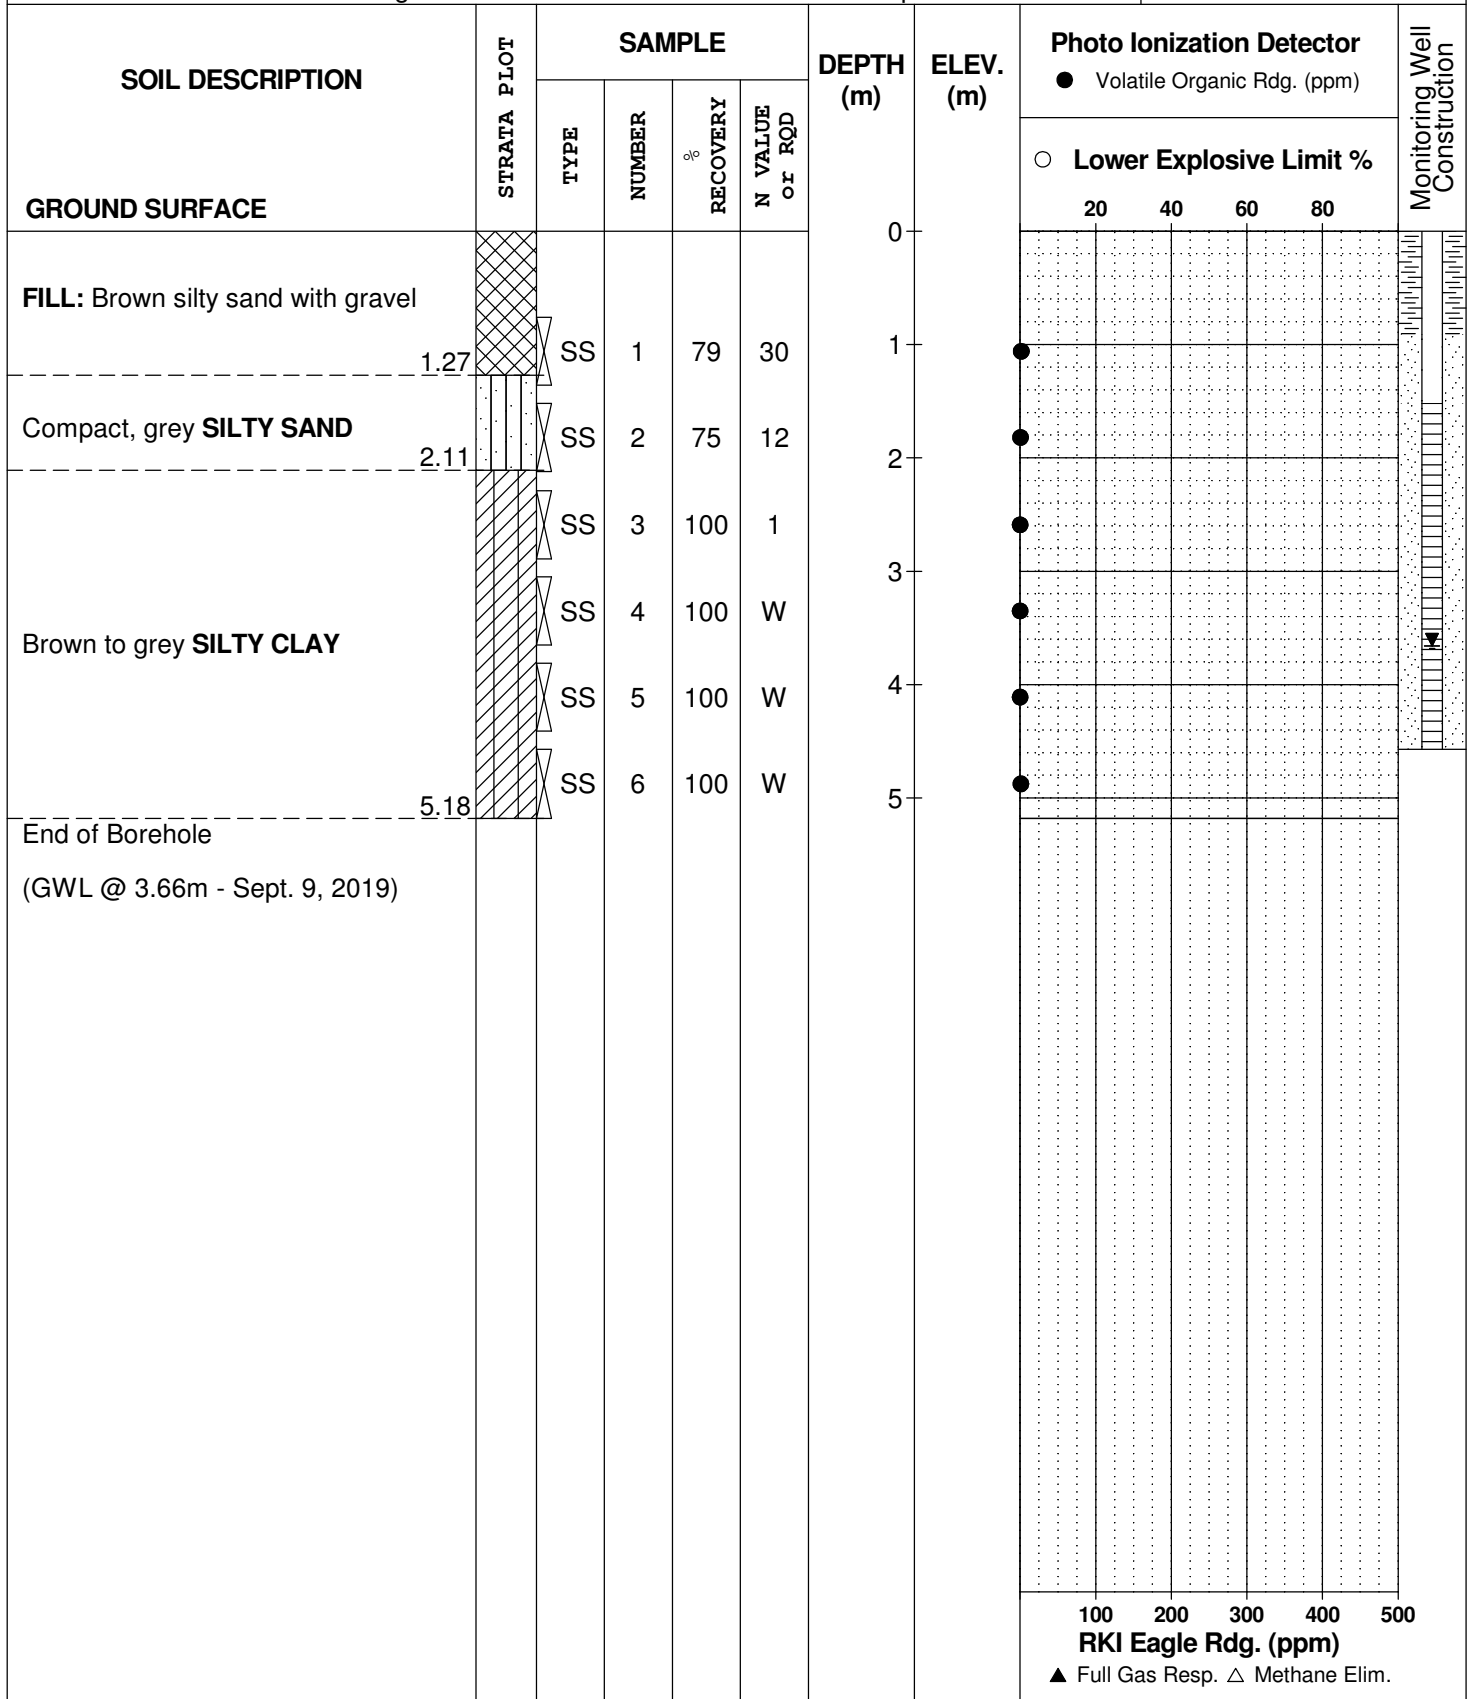 SOIL DESCRIPTION
GROUND SURFACE
STRATA PLOT
SAMPLE
TYPE
NUMBER
%
RECOVERY
N VALUE
or RQD
DEPTH
(m)
ELEV.
(m)
Photo Ionization Detector
● Volatile Organic Rdg. (ppm)
○ Lower Explosive Limit %
20 40 60 80
Monitoring Well
Construction
0
FILL: Brown silty sand with gravel
1.27
SS 1 79 30
1
Compact, grey SILTY SAND
2.11
SS 2 75 12
2
SS 3 100 1
3
SS 4 100 W
Brown to grey SILTY CLAY
SS 5 100 W
4
SS 6 100 W
5
5.18
End of Borehole
(GWL @ 3.66m - Sept. 9, 2019)
100 200 300 400 500
RKI Eagle Rdg. (ppm)
▲ Full Gas Resp. △ Methane Elim.